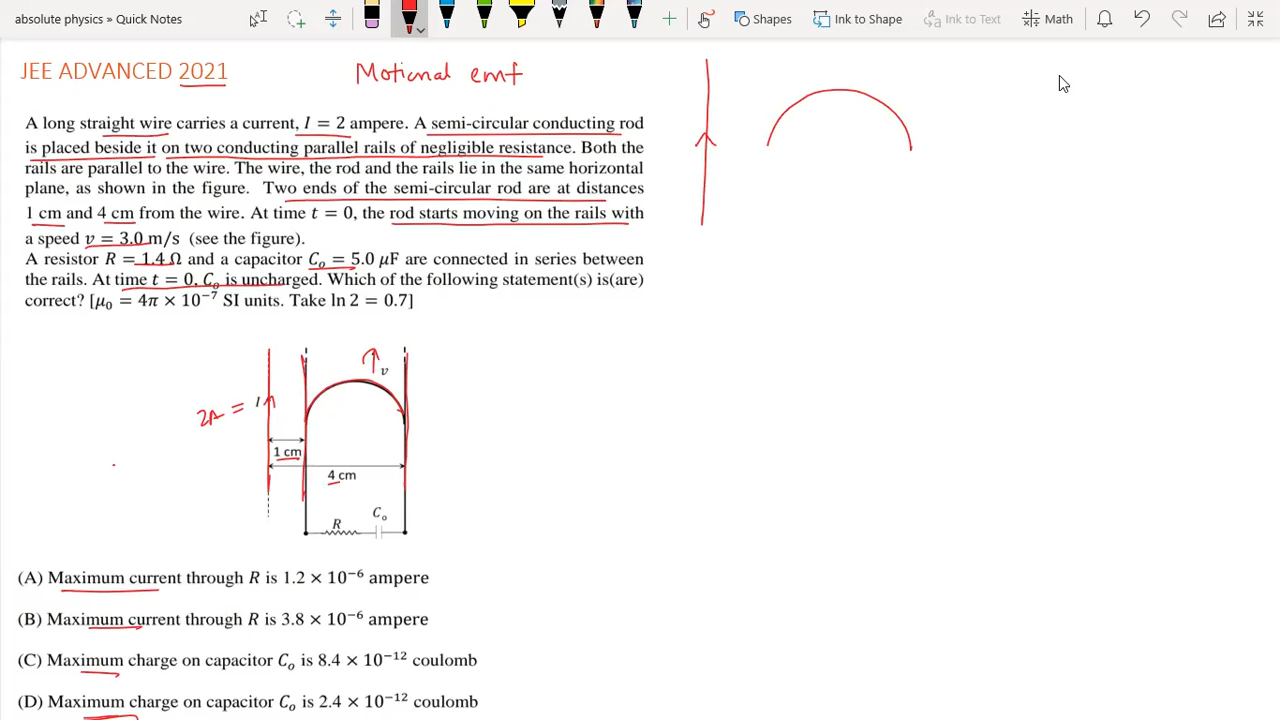 absolute physics » Quick Notes
Shapes
Ink to Shape
Ink to Text
Math
JEE ADVANCED 2021
Motional emf
A long straight wire carries a current, I = 2 ampere. A semi-circular conducting rod
is placed beside it on two conducting parallel rails of negligible resistance. Both the
rails are parallel to the wire. The wire, the rod and the rails lie in the same horizontal
plane, as shown in the figure. Two ends of the semi-circular rod are at distances
1 cm and 4 cm from the wire. At time t = 0, the rod starts moving on the rails with
a speed v = 3.0 m/s (see the figure).
A resistor R = 1.4 Ω and a capacitor Cₒ = 5.0 μF are connected in series between
the rails. At time t = 0, Cₒ is uncharged. Which of the following statement(s) is(are)
correct? [μ₀ = 4π × 10⁻⁷ SI units. Take ln 2 = 0.7]
v
2A = I
1 cm
4 cm
R
Cₒ
(A) Maximum current through R is 1.2 × 10⁻⁶ ampere
(B) Maximum current through R is 3.8 × 10⁻⁶ ampere
(C) Maximum charge on capacitor Cₒ is 8.4 × 10⁻¹² coulomb
(D) Maximum charge on capacitor Cₒ is 2.4 × 10⁻¹² coulomb